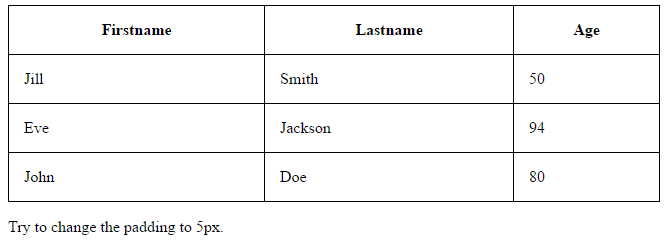 Firstname Lastname Age
Jill Smith 50
Eve Jackson 94
John Doe 80
Try to change the padding to 5px.